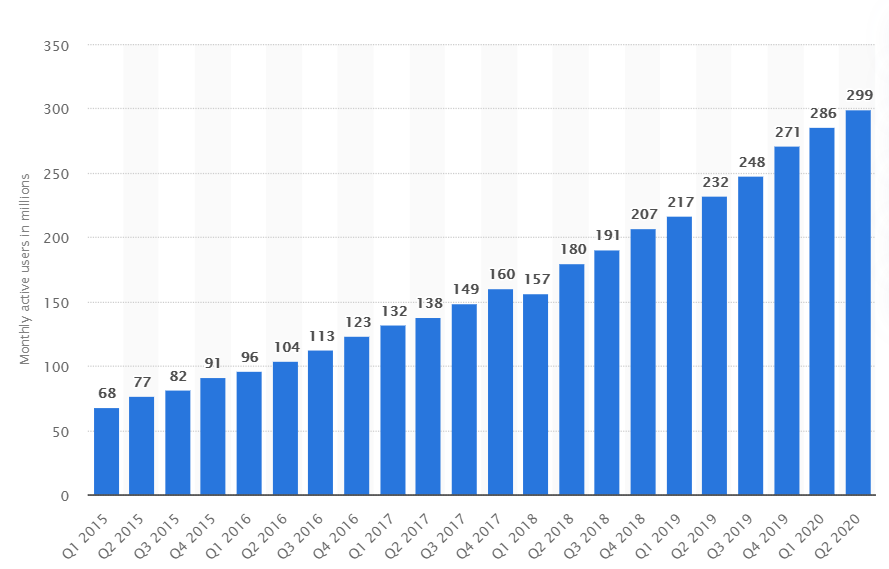 350
300
250
200
150
100
50
0
Monthly active users in millions
68
77
82
91
96
104
113
123
132
138
149
160
157
180
191
207
217
232
248
271
286
299
Q1 2015
Q2 2015
Q3 2015
Q4 2015
Q1 2016
Q2 2016
Q3 2016
Q4 2016
Q1 2017
Q2 2017
Q3 2017
Q4 2017
Q1 2018
Q2 2018
Q3 2018
Q4 2018
Q1 2019
Q2 2019
Q3 2019
Q4 2019
Q1 2020
Q2 2020